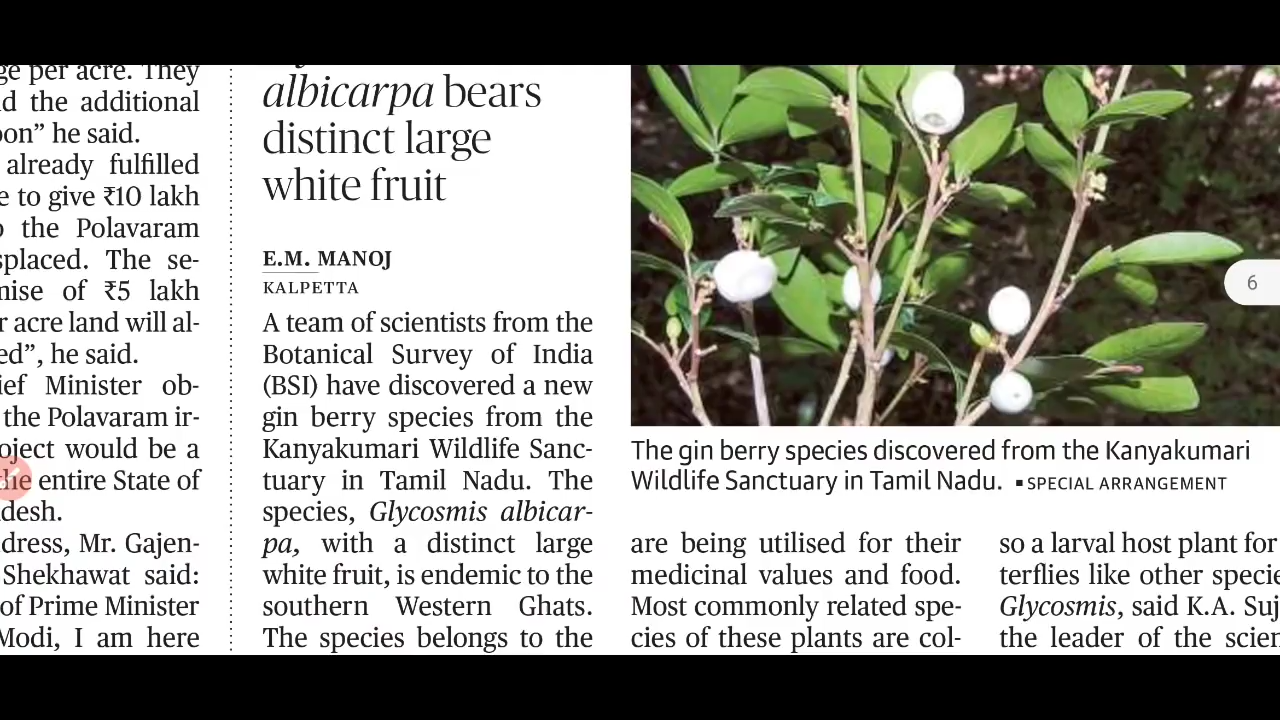 ge per acre. They
d the additional
oon” he said.
already fulfilled
e to give ₹10 lakh
o the Polavaram
splaced. The se-
mise of ₹5 lakh
r acre land will al-
ed”, he said.
ief Minister ob-
the Polavaram ir-
oject would be a
the entire State of
desh.
dress, Mr. Gajen-
Shekhawat said:
of Prime Minister
Modi, I am here
albicarpa bears
distinct large
white fruit
E.M. MANOJ
KALPETTA
A team of scientists from the
Botanical Survey of India
(BSI) have discovered a new
gin berry species from the
Kanyakumari Wildlife Sanc-
tuary in Tamil Nadu. The
species, Glycosmis albicar-
pa, with a distinct large
white fruit, is endemic to the
southern Western Ghats.
The species belongs to the
The gin berry species discovered from the Kanyakumari
Wildlife Sanctuary in Tamil Nadu. ▪ SPECIAL ARRANGEMENT
are being utilised for their
medicinal values and food.
Most commonly related spe-
cies of these plants are col-
so a larval host plant for
terflies like other specie
Glycosmis, said K.A. Suj
the leader of the scien
6